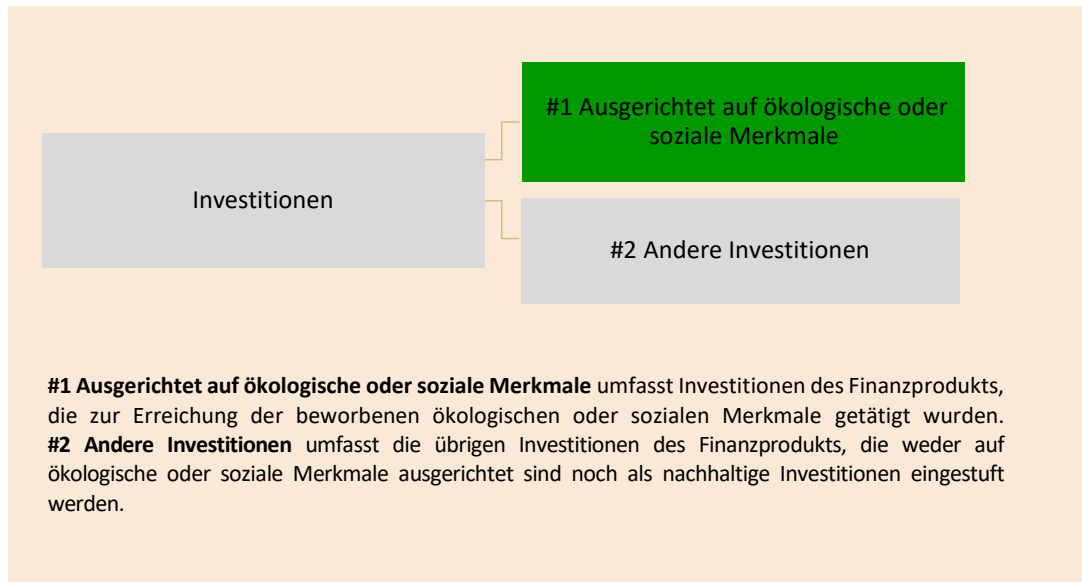 #1 Ausgerichtet auf ökologische oder
soziale Merkmale
Investitionen
#2 Andere Investitionen
#1 Ausgerichtet auf ökologische oder soziale Merkmale umfasst Investitionen des Finanzprodukts,
die zur Erreichung der beworbenen ökologischen oder sozialen Merkmale getätigt wurden.
#2 Andere Investitionen umfasst die übrigen Investitionen des Finanzprodukts, die weder auf
ökologische oder soziale Merkmale ausgerichtet sind noch als nachhaltige Investitionen eingestuft
werden.